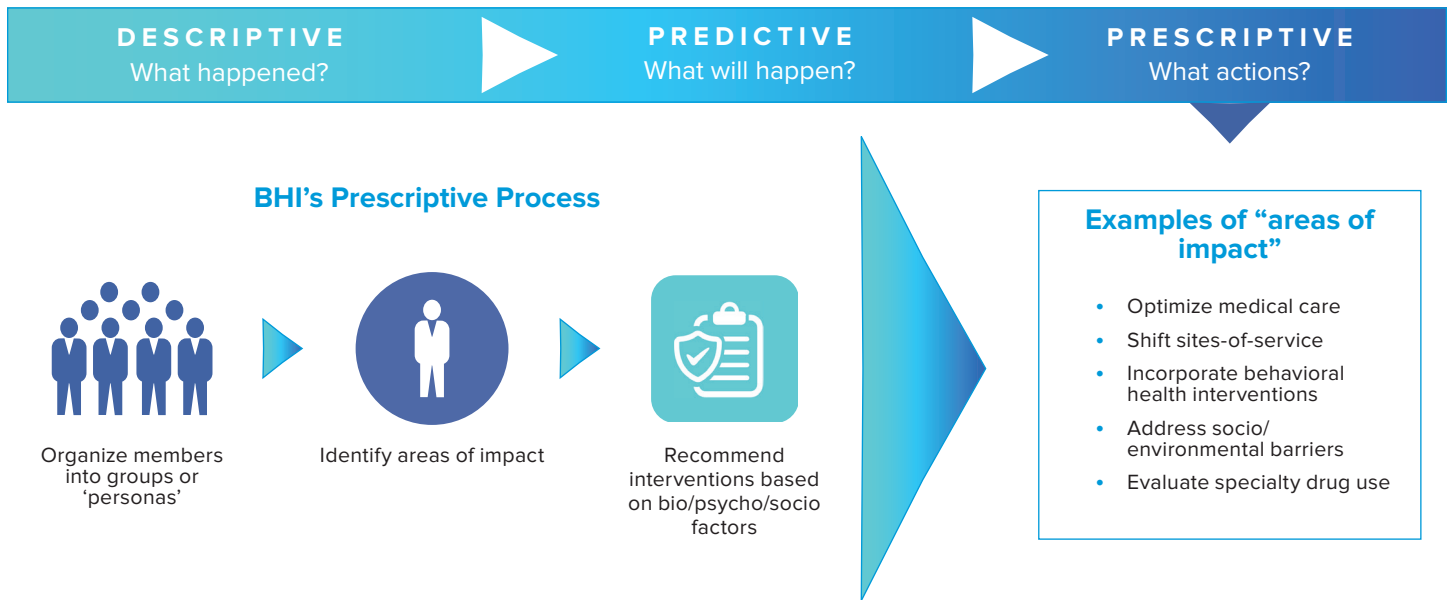 DESCRIPTIVE
What happened?
PREDICTIVE
What will happen?
PRESCRIPTIVE
What actions?
BHI’s Prescriptive Process
Organize members
into groups or
‘personas’
Identify areas of impact
Recommend
interventions based
on bio/psycho/socio
factors
Examples of “areas of
impact”
• Optimize medical care
• Shift sites-of-service
• Incorporate behavioral
health interventions
• Address socio/
environmental barriers
• Evaluate specialty drug use